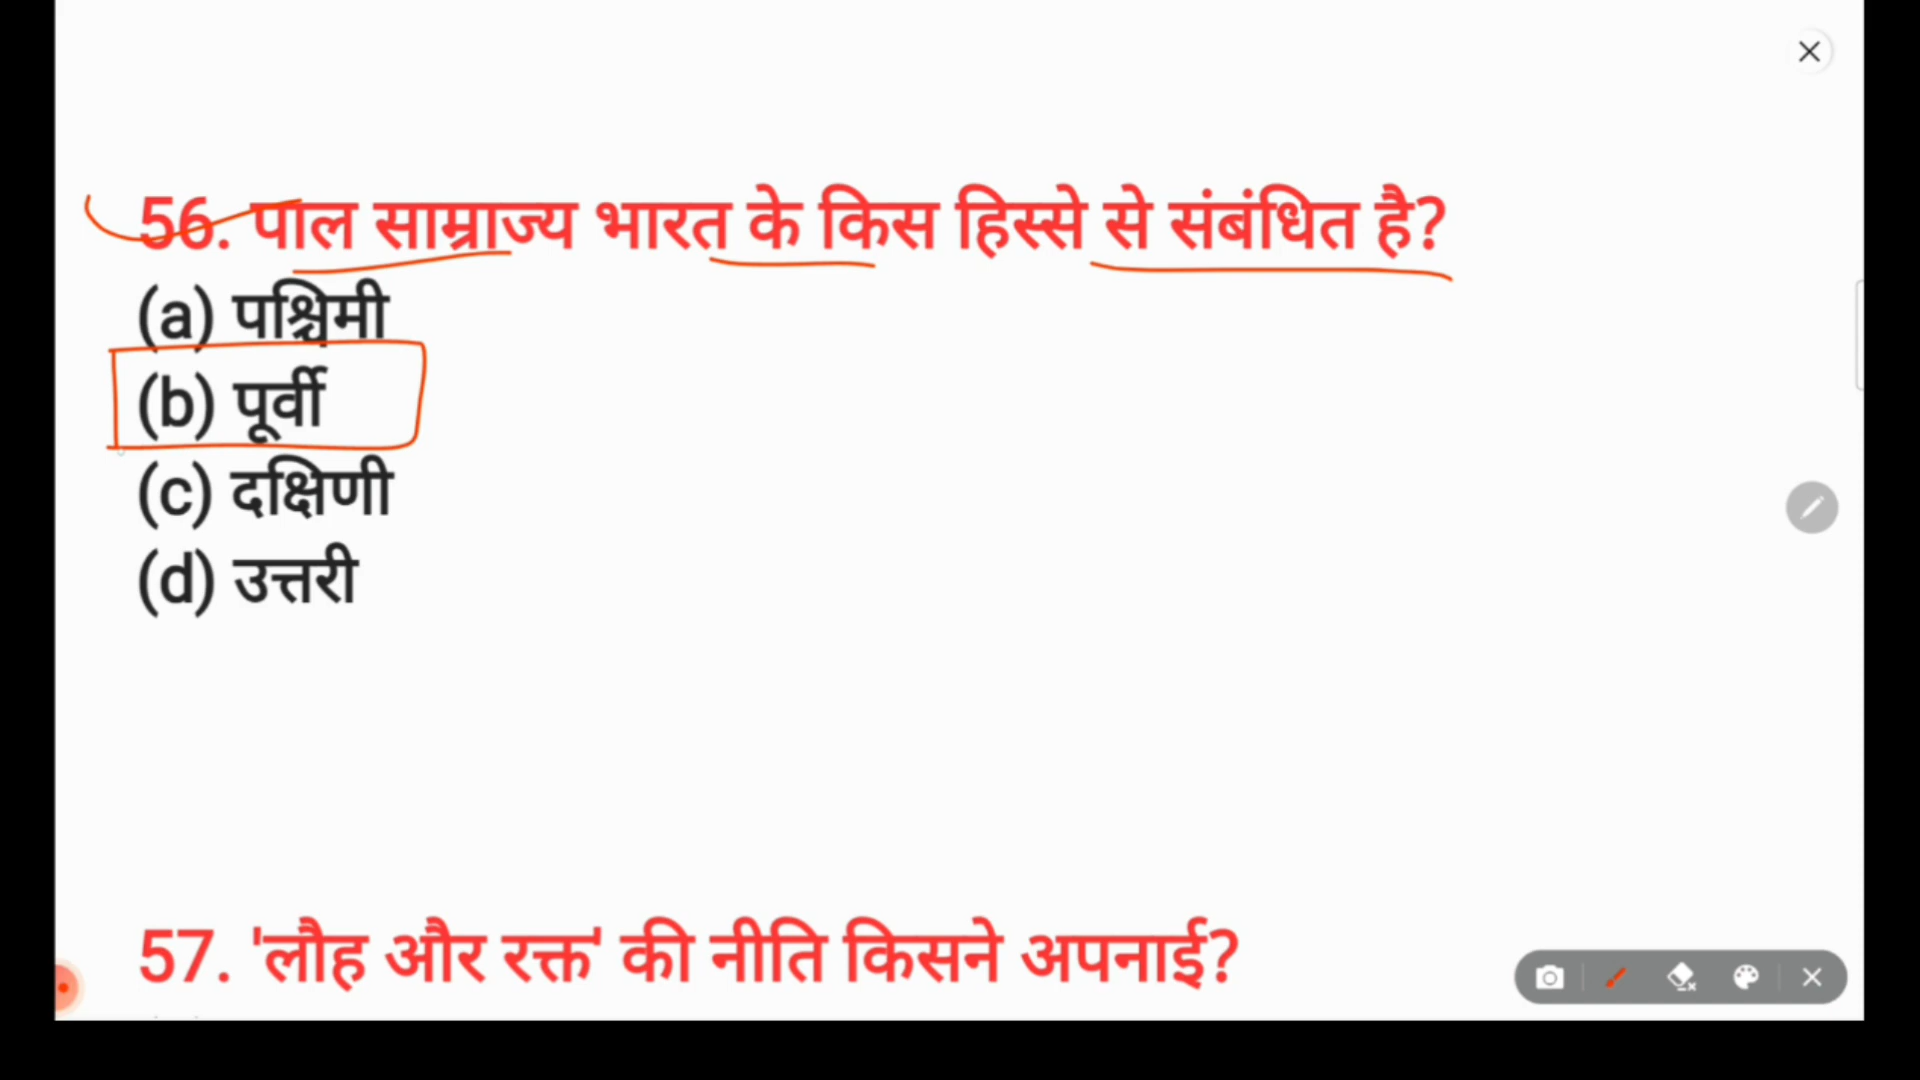 56. पाल साम्राज्य भारत के किस हिस्से से संबंधित है?
(a) पश्चिमी
(b) पूर्वी
(c) दक्षिणी
(d) उत्तरी
57. 'लौह और रक्त' की नीति किसने अपनाई?